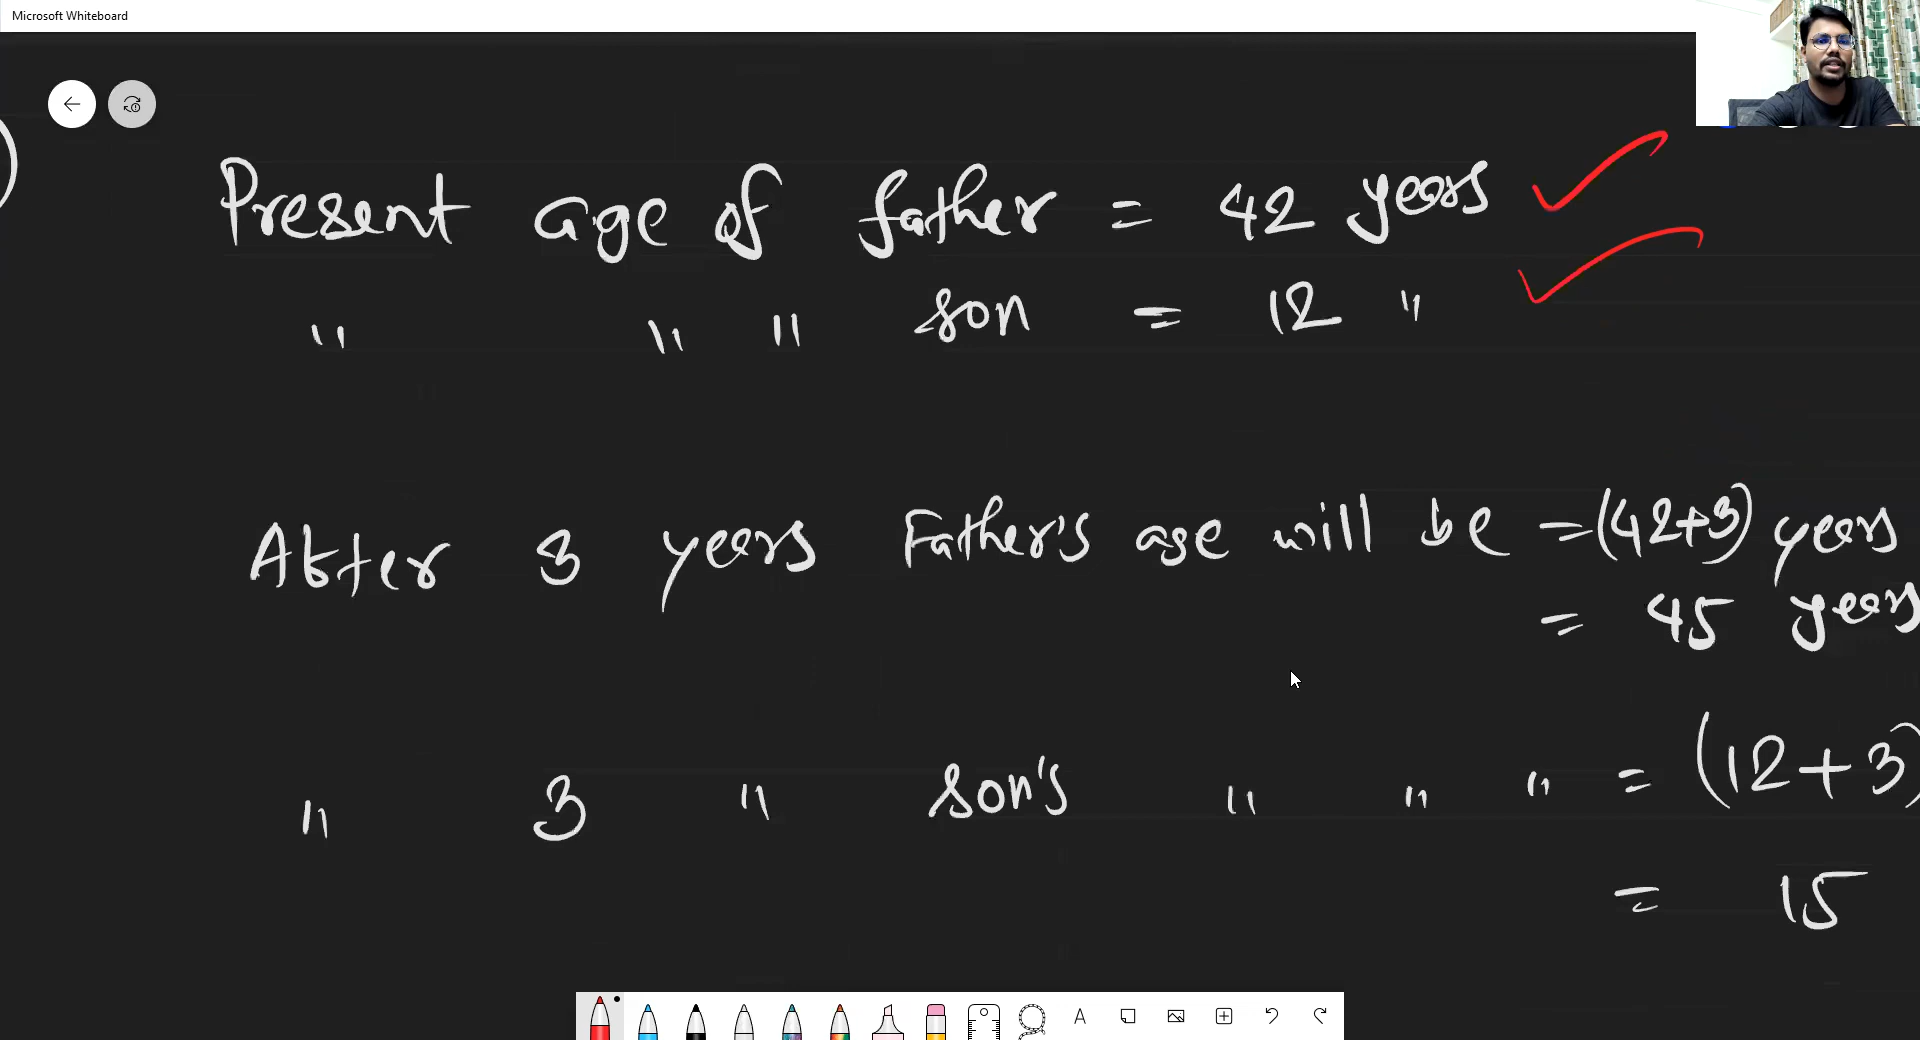 Microsoft Whiteboard
)
Present age of father = 42 years
" " " son = 12 "
After 3 years Father's age will be = (42+3) years
= 45 years
" 3 " son's " " " = (12+3)
= 15
A